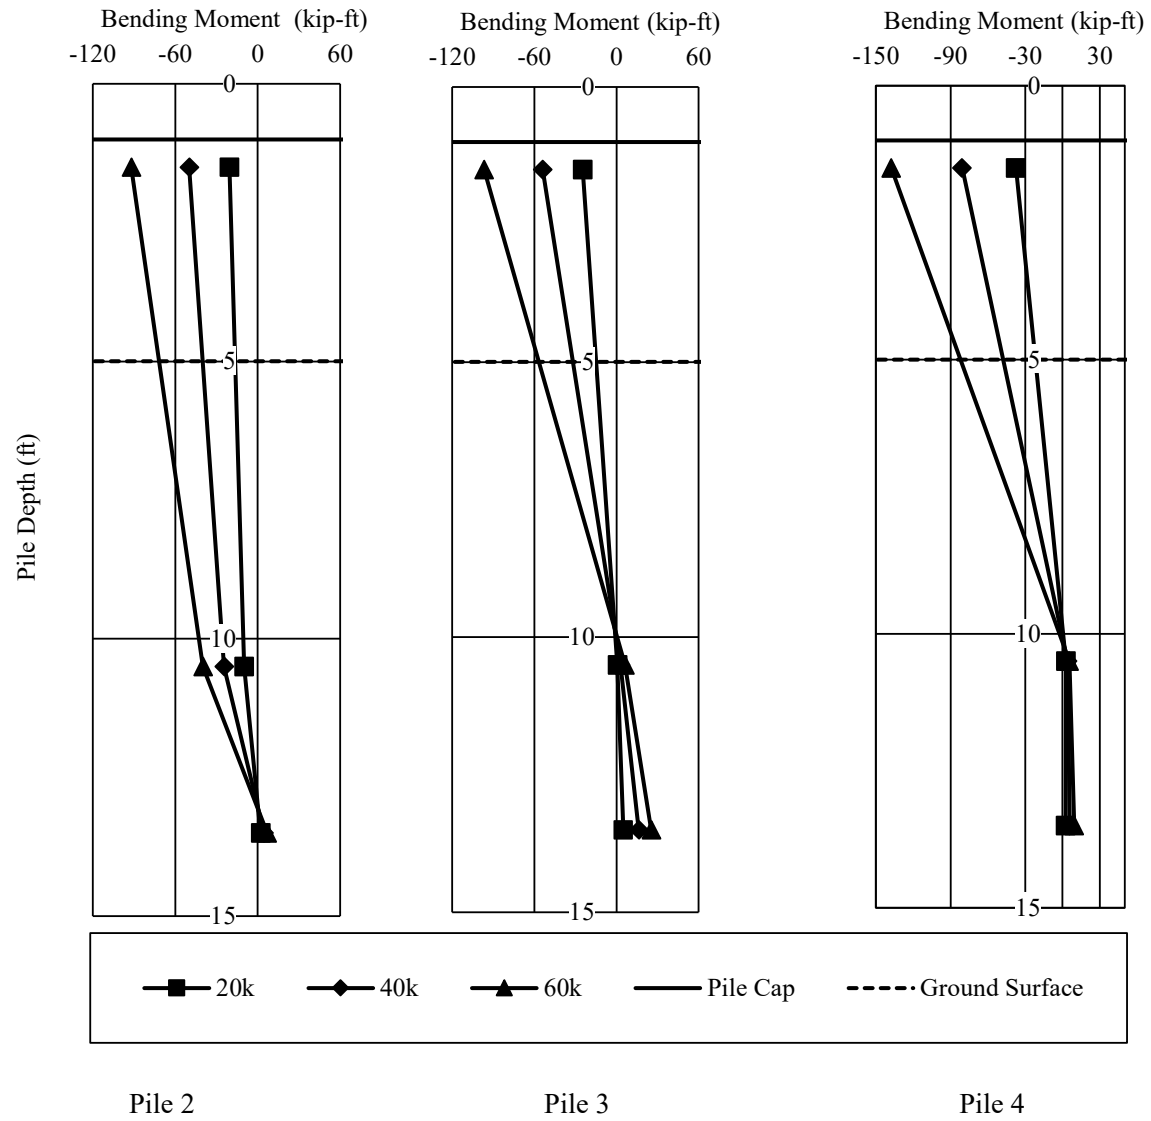 Bending Moment (kip-ft)
-120 -60 0 60
0
5
10
15
Bending Moment (kip-ft)
-120 -60 0 60
0
5
10
15
Bending Moment (kip-ft)
-150 -90 -30 30
0
5
10
15
Pile Depth (ft)
20k 40k 60k Pile Cap Ground Surface
Pile 2 Pile 3 Pile 4